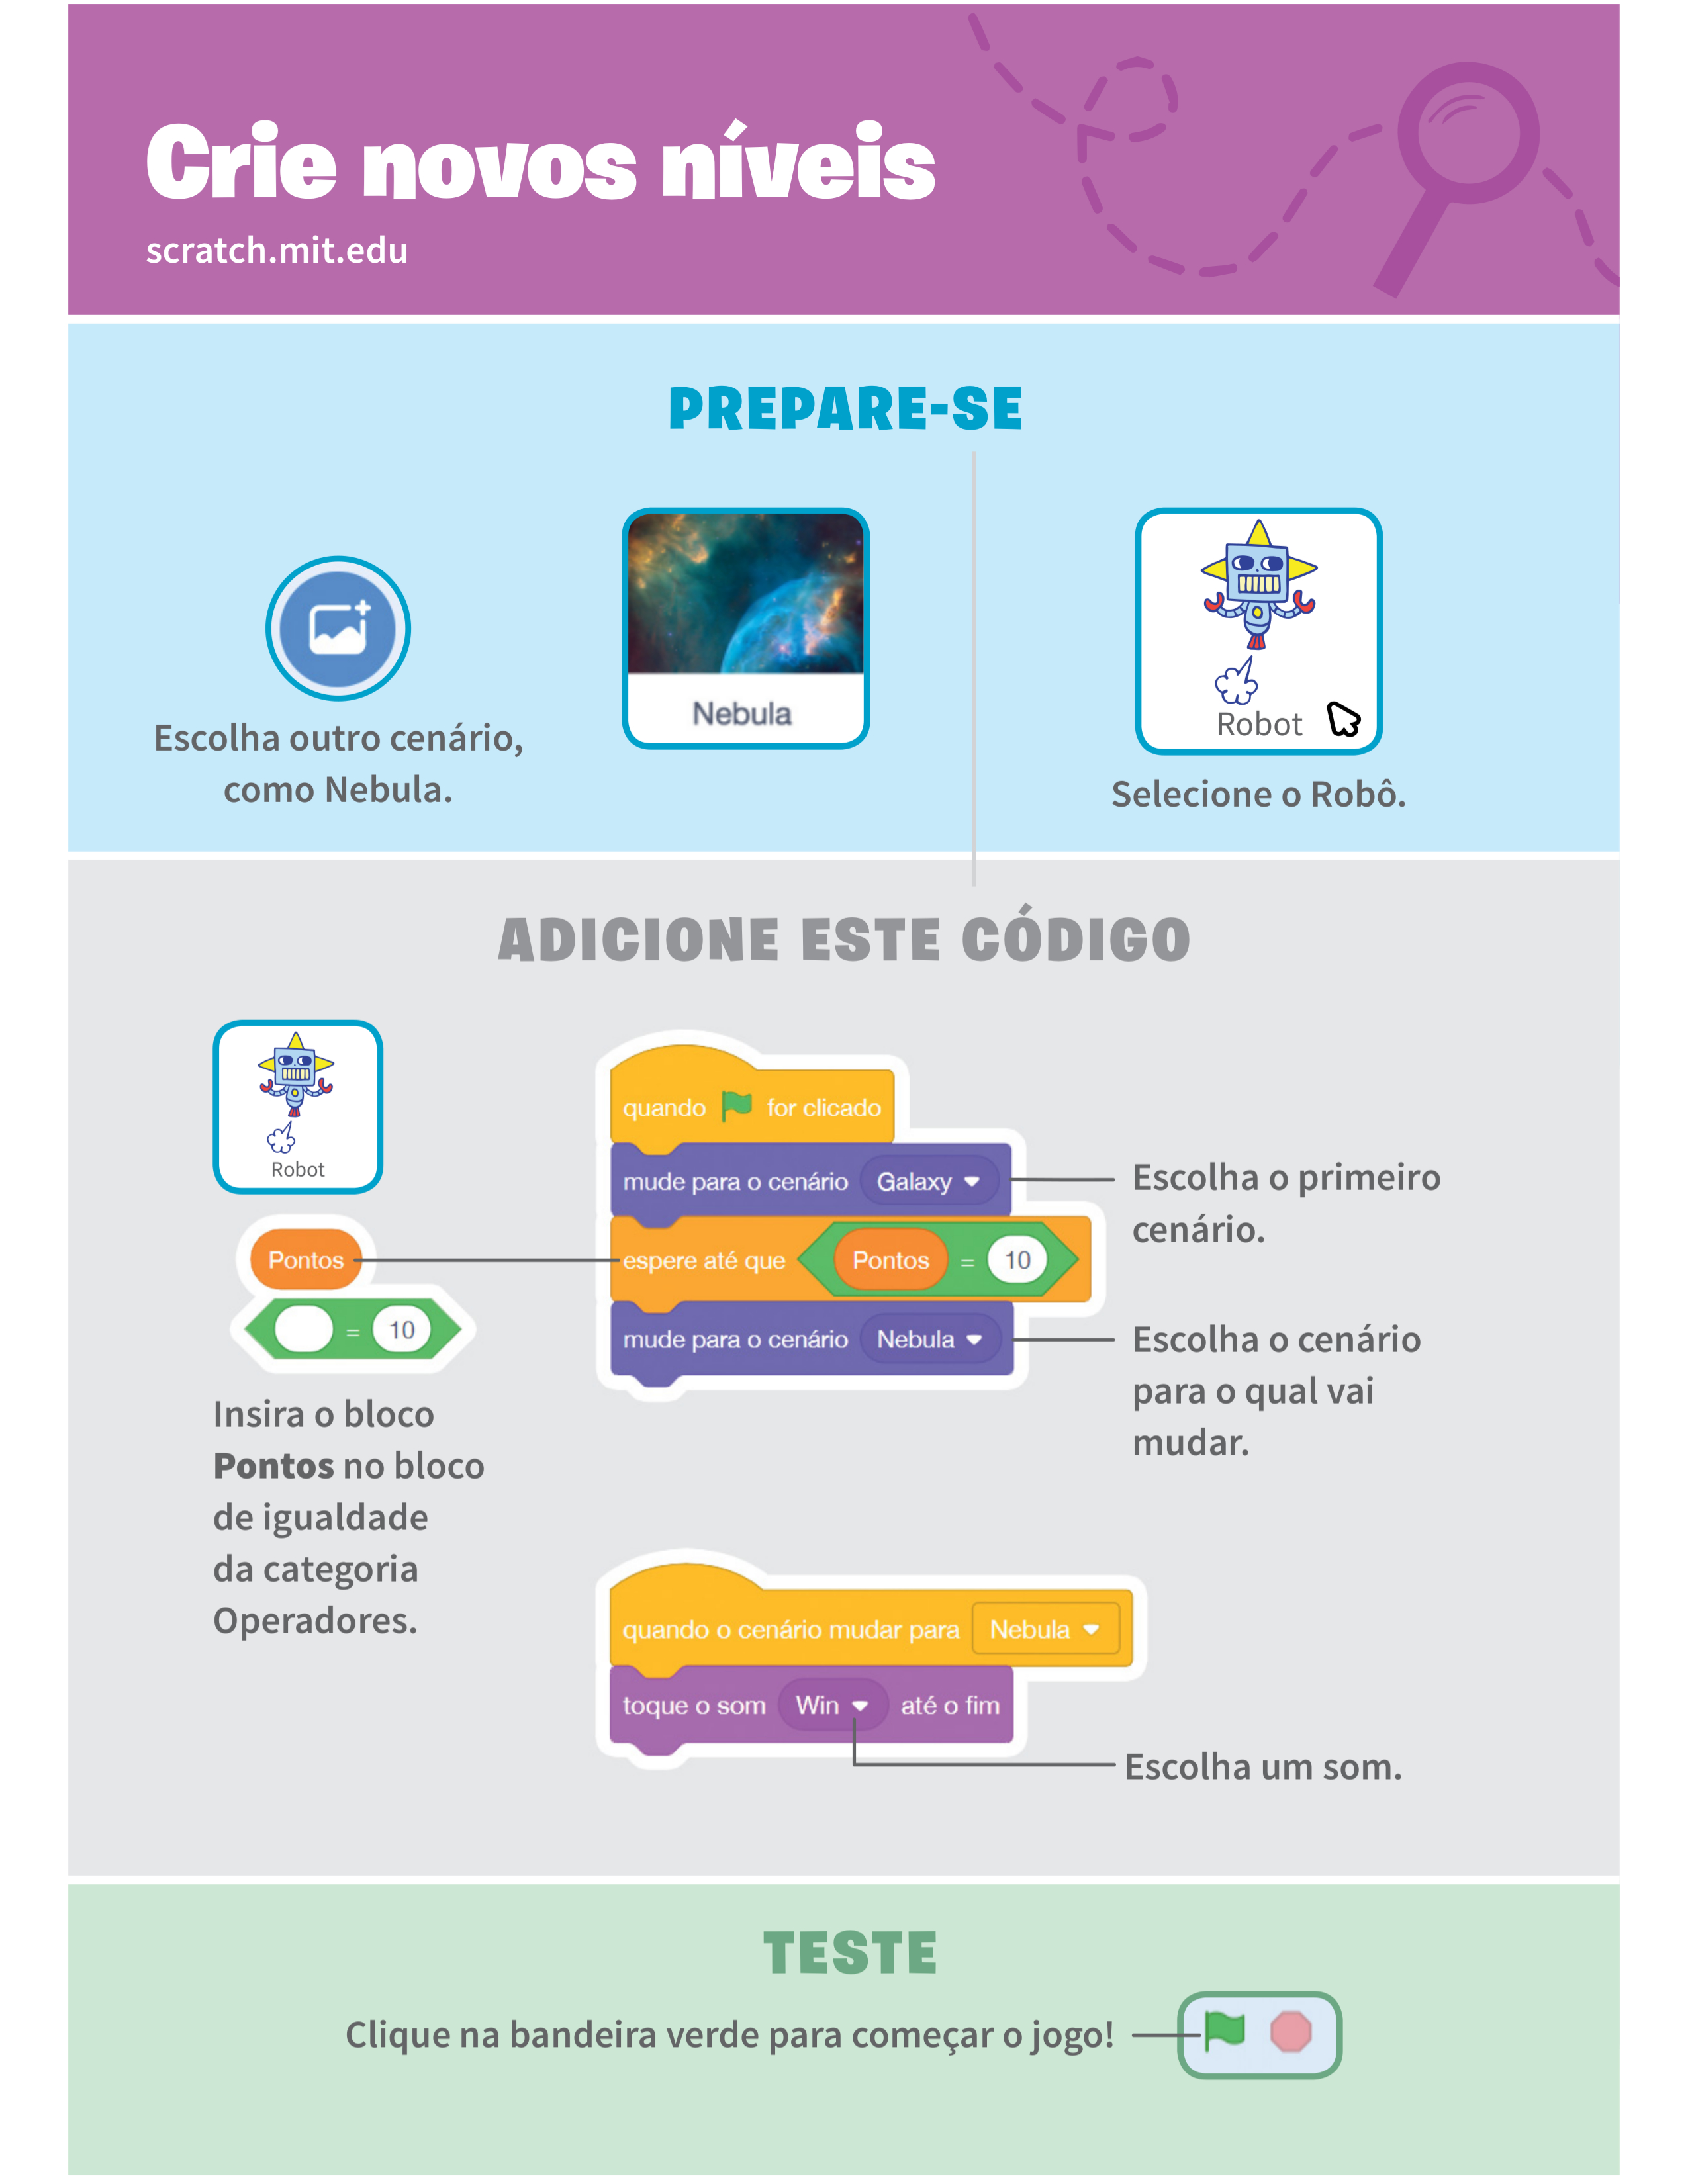 Crie novos níveis
scratch.mit.edu
PREPARE-SE
Escolha outro cenário,
como Nebula.
Nebula
Robot
Selecione o Robô.
ADICIONE ESTE CÓDIGO
Robot
Pontos
= 10
Insira o bloco
Pontos no bloco
de igualdade
da categoria
Operadores.
quando for clicado
mude para o cenário Galaxy
espere até que Pontos = 10
mude para o cenário Nebula
Escolha o primeiro
cenário.
Escolha o cenário
para o qual vai
mudar.
quando o cenário mudar para Nebula
toque o som Win até o fim
Escolha um som.
TESTE
Clique na bandeira verde para começar o jogo!